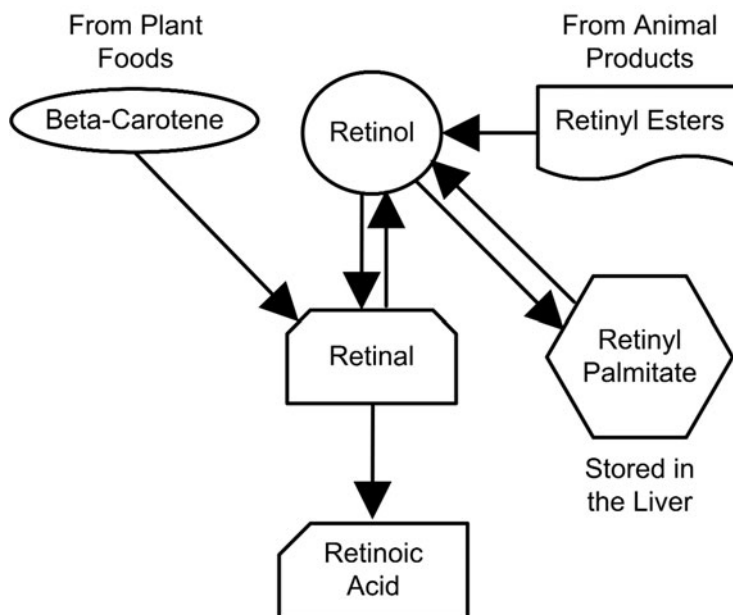 From Plant
Foods
From Animal
Products
Beta-Carotene
Retinol
Retinyl Esters
Retinal
Retinyl
Palmitate
Stored in
the Liver
Retinoic
Acid